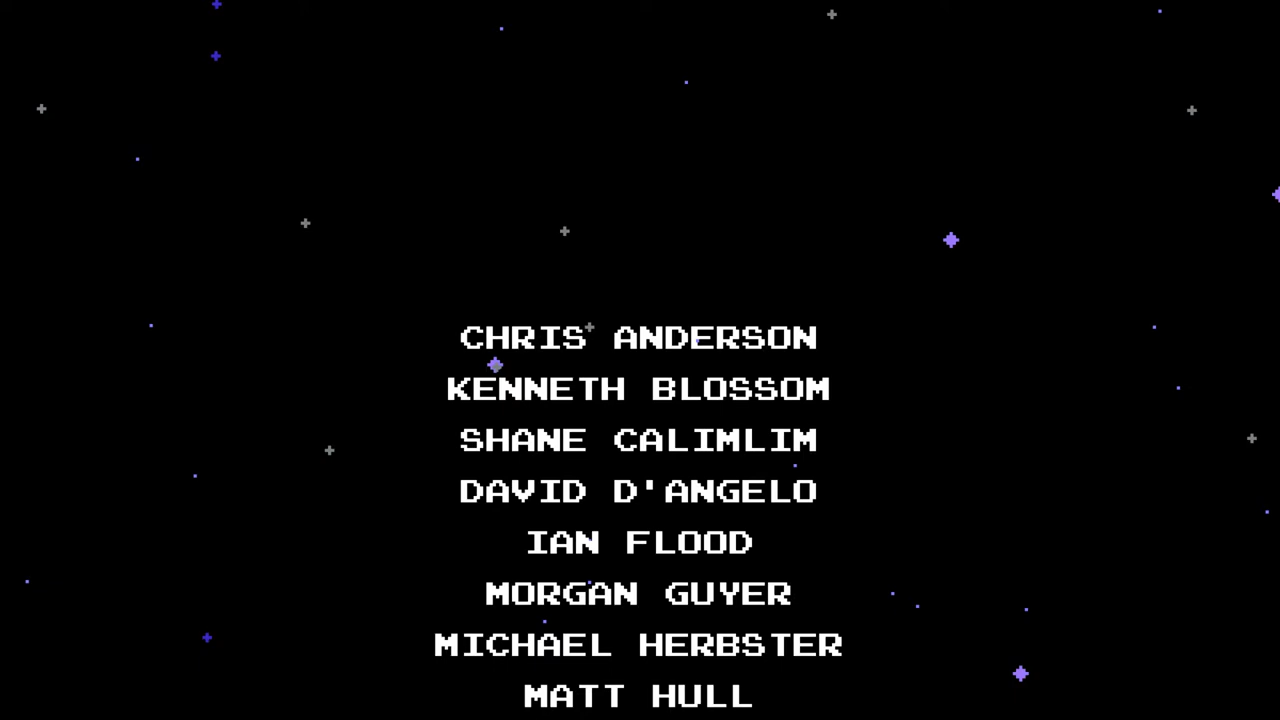 CHRIS ANDERSON
KENNETH BLOSSOM
SHANE CALIMLIM
DAVID D'ANGELO
IAN FLOOD
MORGAN GUYER
MICHAEL HERBSTER
MATT HULL